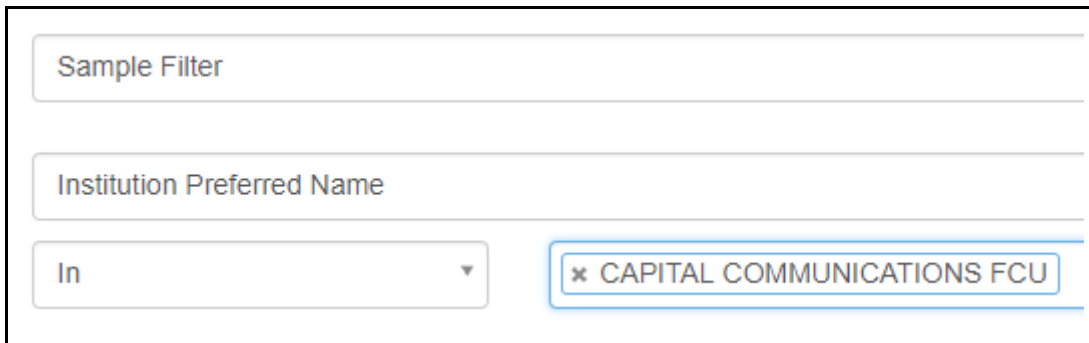 Sample Filter
Institution Preferred Name
In
CAPITAL COMMUNICATIONS FCU